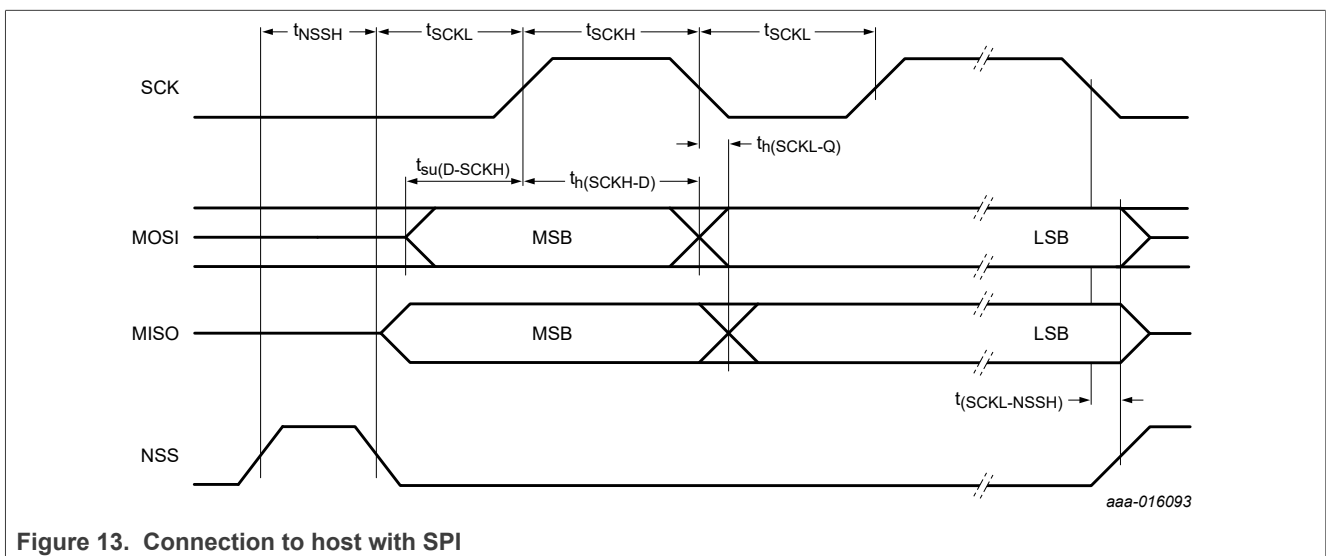 tNSSH tSCKL tSCKH tSCKL
SCK
th(SCKL-Q)
tsu(D-SCKH) th(SCKH-D)
MOSI MSB LSB
MISO MSB LSB
t(SCKL-NSSH)
NSS
aaa-016093
Figure 13. Connection to host with SPI